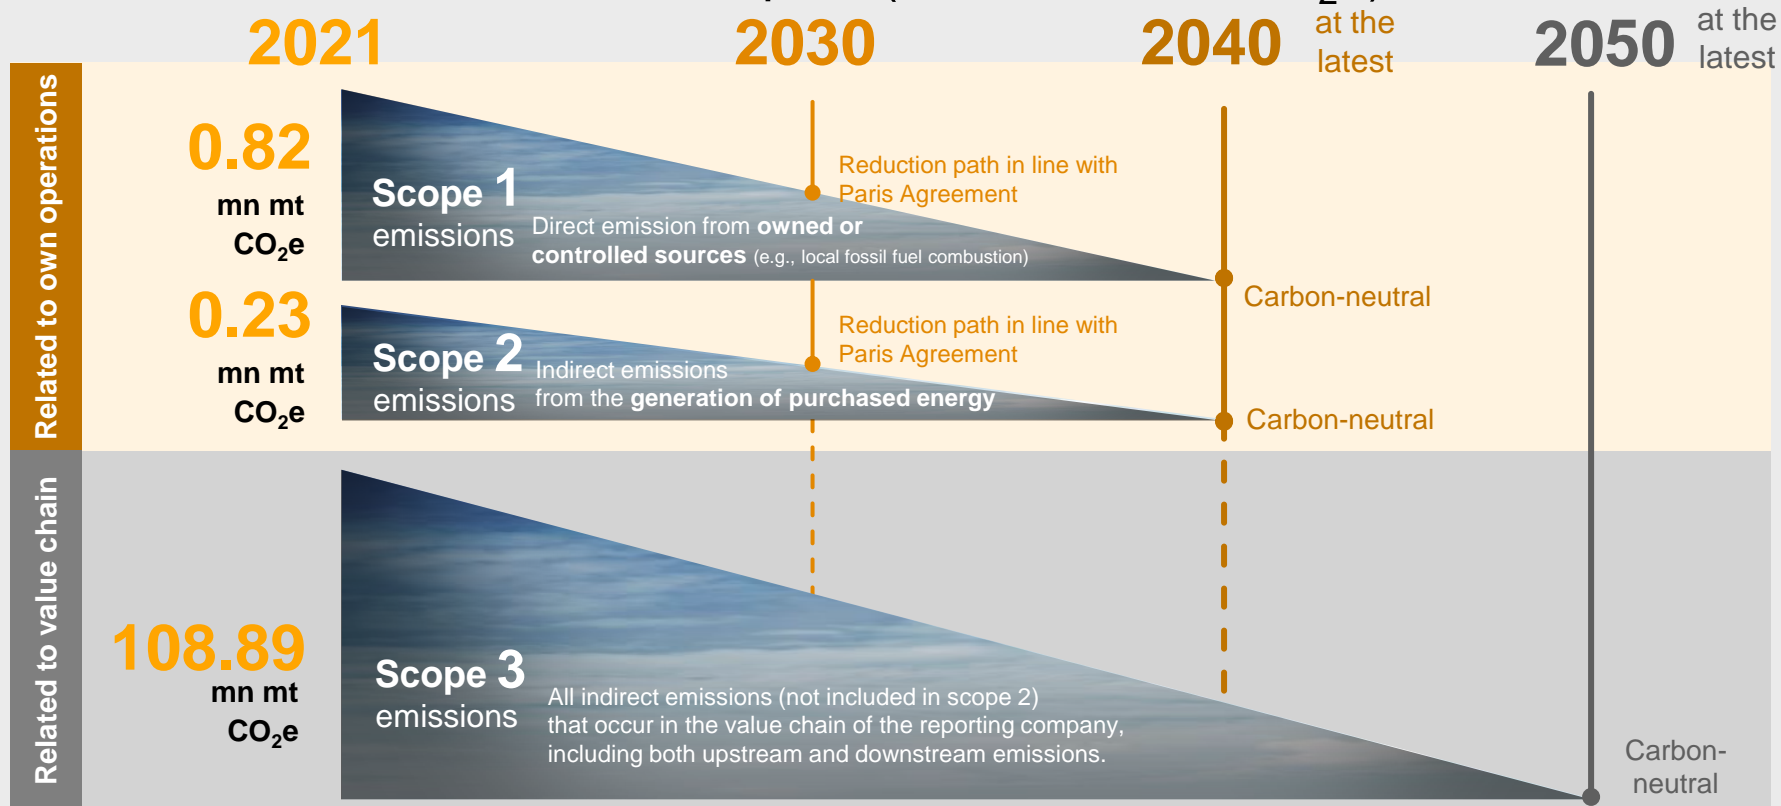 2021
2030
2040
at the
latest
2050
at the
latest
Related to own operations
0.82
mn mt
CO₂e
Scope 1
emissions
Direct emission from owned or
controlled sources (e.g., local fossil fuel combustion)
Reduction path in line with
Paris Agreement
Carbon-neutral
0.23
mn mt
CO₂e
Scope 2
emissions
Indirect emissions
from the generation of purchased energy
Reduction path in line with
Paris Agreement
Carbon-neutral
Related to value chain
108.89
mn mt
CO₂e
Scope 3
emissions
All indirect emissions (not included in scope 2)
that occur in the value chain of the reporting company,
including both upstream and downstream emissions.
Carbon-
neutral